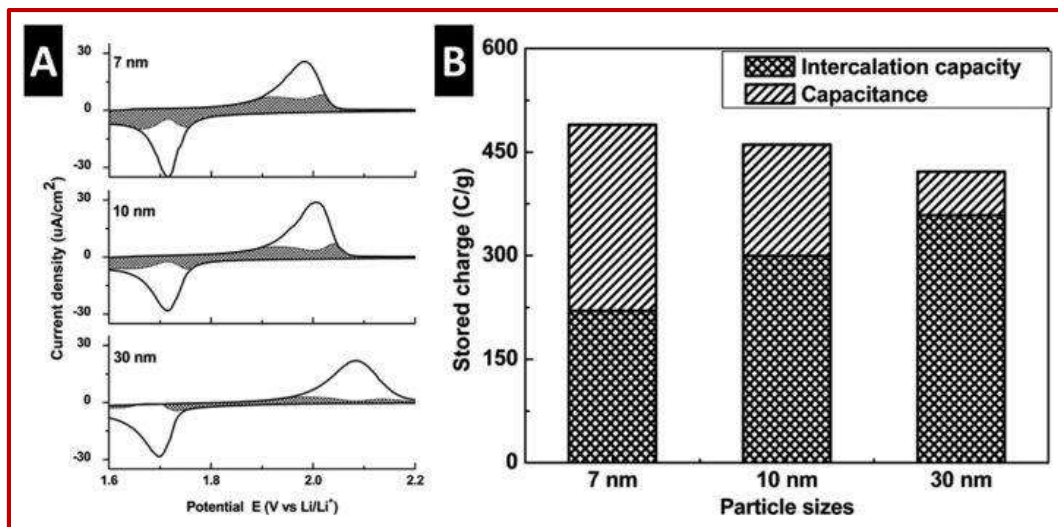 A
30
7 nm
0
-30
30
10 nm
0
-30
30
30 nm
0
-30
1.6 1.8 2.0 2.2
Current density (uA/cm²)
Potential E (V vs Li/Li⁺)
B
600
450
300
150
0
Stored charge (C/g)
Intercalation capacity
Capacitance
7 nm 10 nm 30 nm
Particle sizes